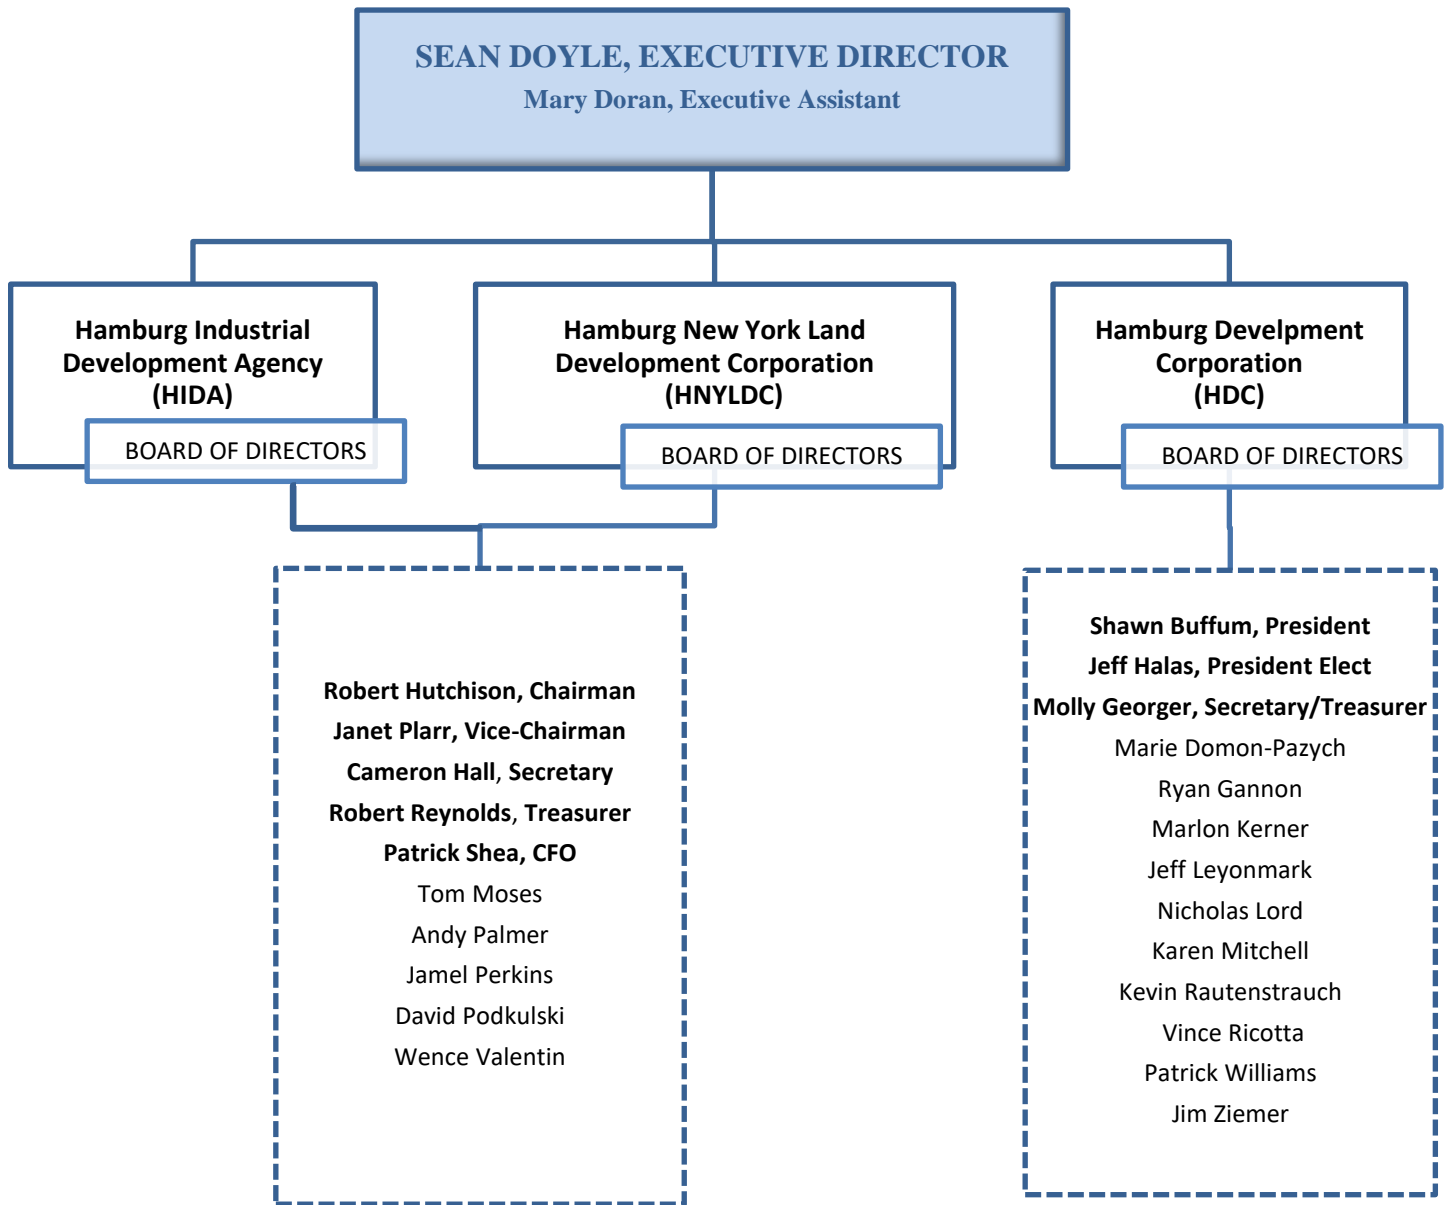 SEAN DOYLE, EXECUTIVE DIRECTOR
Mary Doran, Executive Assistant
Hamburg Industrial
Development Agency
(HIDA)
BOARD OF DIRECTORS
Hamburg New York Land
Development Corporation
(HNYLDC)
BOARD OF DIRECTORS
Hamburg Develpment
Corporation
(HDC)
BOARD OF DIRECTORS
Robert Hutchison, Chairman
Janet Plarr, Vice-Chairman
Cameron Hall, Secretary
Robert Reynolds, Treasurer
Patrick Shea, CFO
Tom Moses
Andy Palmer
Jamel Perkins
David Podkulski
Wence Valentin
Shawn Buffum, President
Jeff Halas, President Elect
Molly Georger, Secretary/Treasurer
Marie Domon-Pazych
Ryan Gannon
Marlon Kerner
Jeff Leyonmark
Nicholas Lord
Karen Mitchell
Kevin Rautenstrauch
Vince Ricotta
Patrick Williams
Jim Ziemer